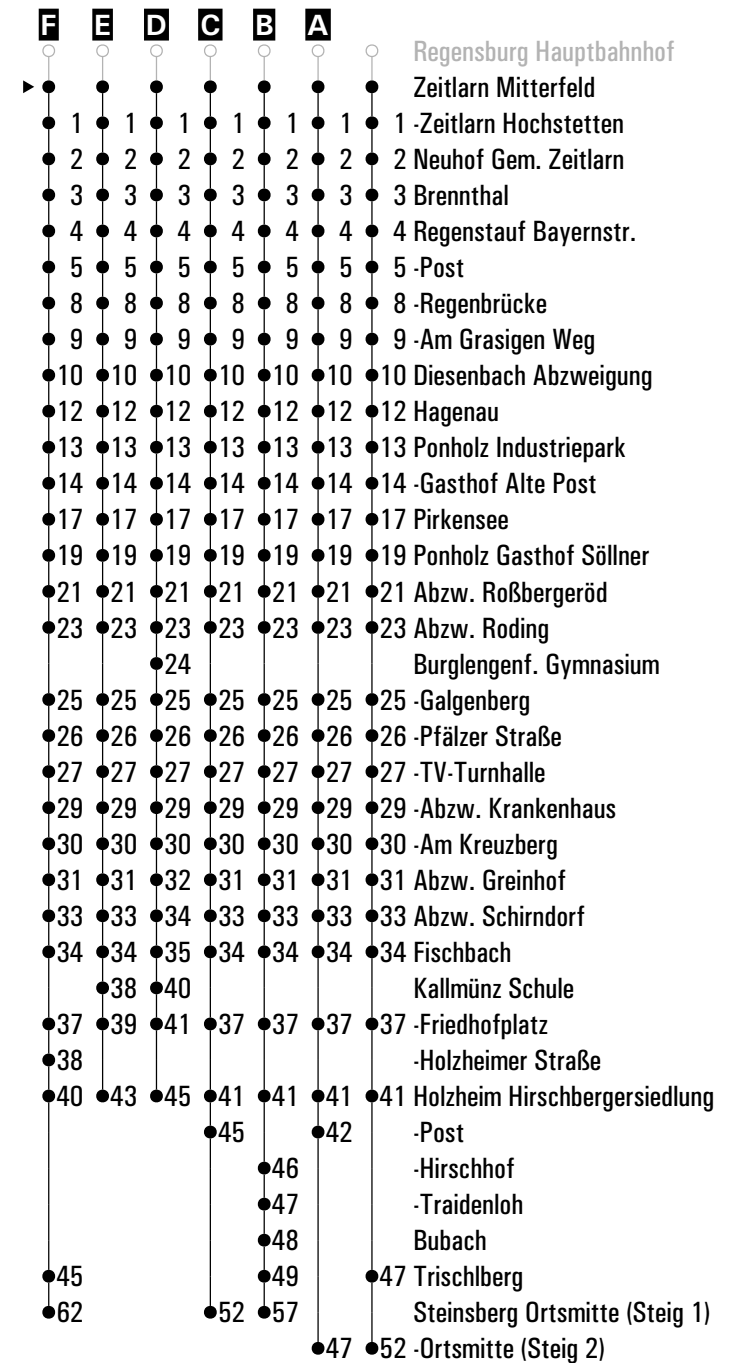 F E D C B A
Regensburg Hauptbahnhof
Zeitlarn Mitterfeld
1 1 1 1 1 1 1 -Zeitlarn Hochstetten
2 2 2 2 2 2 2 Neuhof Gem. Zeitlarn
3 3 3 3 3 3 3 Brennthal
4 4 4 4 4 4 4 Regenstauf Bayernstr.
5 5 5 5 5 5 5 -Post
8 8 8 8 8 8 8 -Regenbrücke
9 9 9 9 9 9 9 -Am Grasigen Weg
10 10 10 10 10 10 10 Diesenbach Abzweigung
12 12 12 12 12 12 12 Hagenau
13 13 13 13 13 13 13 Ponholz Industriepark
14 14 14 14 14 14 14 -Gasthof Alte Post
17 17 17 17 17 17 17 Pirkensee
19 19 19 19 19 19 19 Ponholz Gasthof Söllner
21 21 21 21 21 21 21 Abzw. Roßbergeröd
23 23 23 23 23 23 23 Abzw. Roding
24 Burglengenf. Gymnasium
25 25 25 25 25 25 25 -Galgenberg
26 26 26 26 26 26 26 -Pfälzer Straße
27 27 27 27 27 27 27 -TV-Turnhalle
29 29 29 29 29 29 29 -Abzw. Krankenhaus
30 30 30 30 30 30 30 -Am Kreuzberg
31 31 32 31 31 31 31 Abzw. Greinhof
33 33 34 33 33 33 33 Abzw. Schirndorf
34 34 35 34 34 34 34 Fischbach
38 40 Kallmünz Schule
37 39 41 37 37 37 37 -Friedhofplatz
38 -Holzheimer Straße
40 43 45 41 41 41 41 Holzheim Hirschbergersiedlung
45 42 -Post
46 -Hirschhof
47 -Traidenloh
48 Bubach
45 49 47 Trischlberg
62 52 57 Steinsberg Ortsmitte (Steig 1)
47 52 -Ortsmitte (Steig 2)